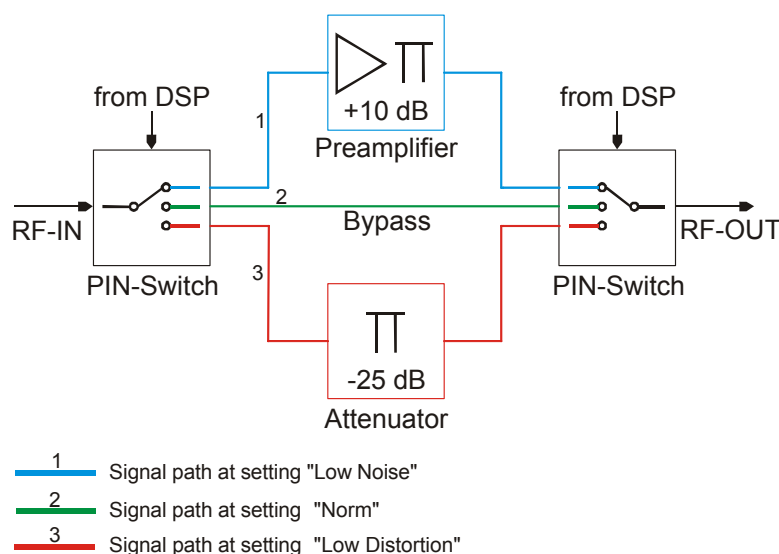 +10 dB
Preamplifier
from DSP
from DSP
1
2
RF-IN
Bypass
RF-OUT
PIN-Switch
PIN-Switch
3
-25 dB
Attenuator
1 Signal path at setting "Low Noise"
2 Signal path at setting "Norm"
3 Signal path at setting "Low Distortion"